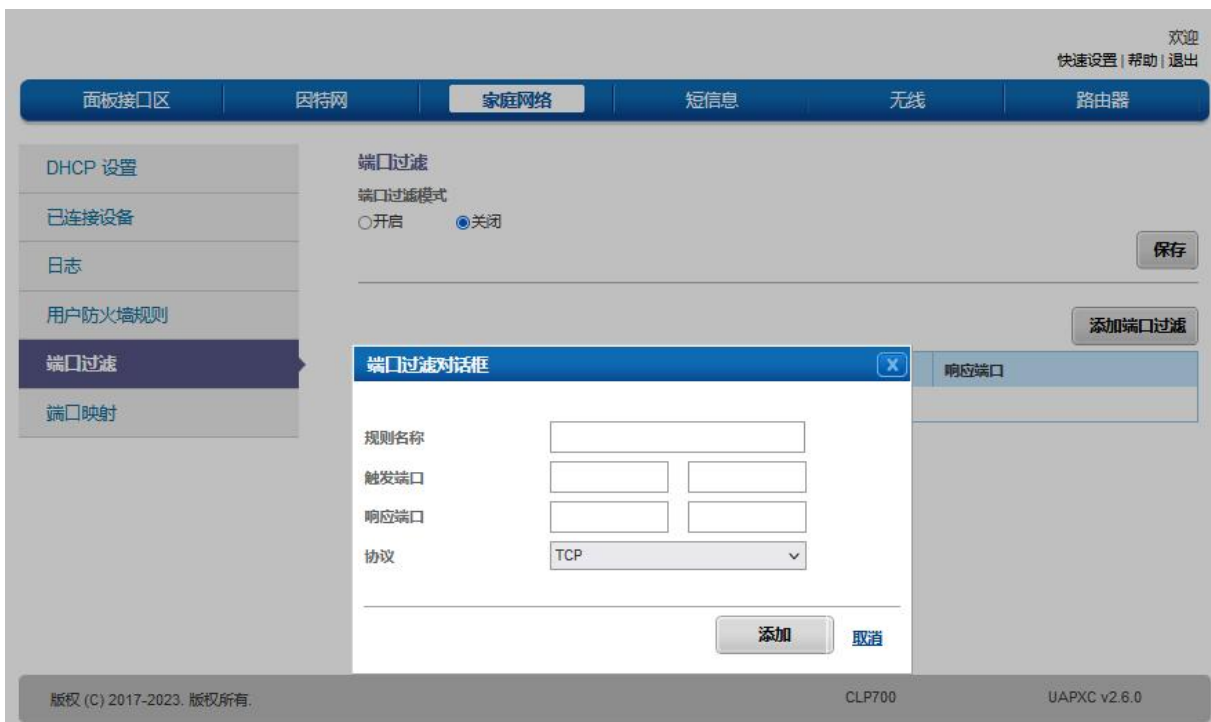 欢迎
快速设置 | 帮助 | 退出
面板接口区 因特网 家庭网络 短信息 无线 路由器
DHCP 设置
已连接设备
日志
用户防火墙规则
端口过滤
端口映射
端口过滤
端口过滤模式
开启 关闭
保存
添加端口过滤
响应端口
端口过滤对话框 X
规则名称
触发端口
响应端口
协议 TCP
添加 取消
版权 (C) 2017-2023. 版权所有. CLP700 UAPXC v2.6.0